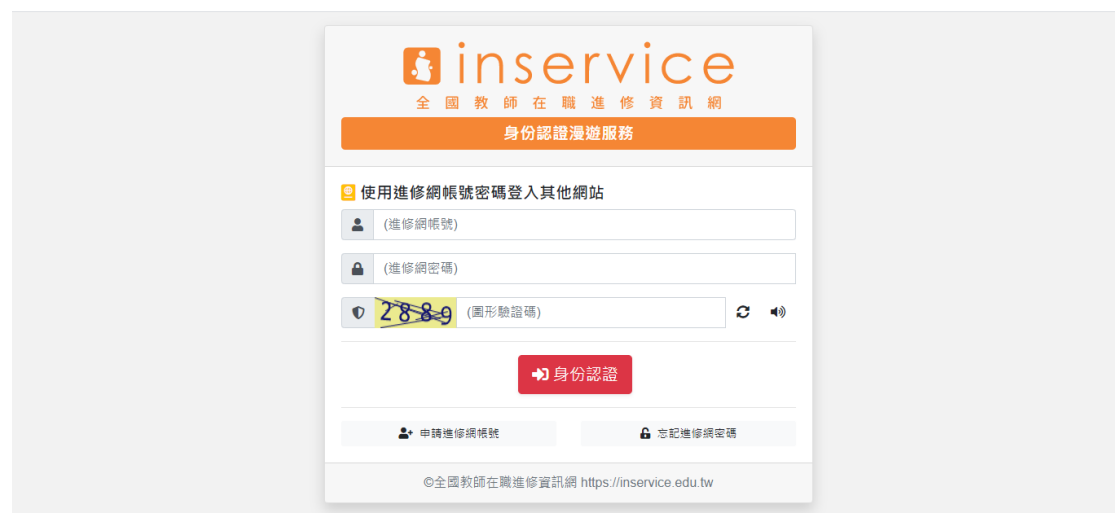 inservice
全國教師在職進修資訊網
身份認證漫遊服務
使用進修網帳號密碼登入其他網站
(進修網帳號)
(進修網密碼)
2889 (圖形驗證碼)
身份認證
申請進修網帳號 忘記進修網密碼
©全國教師在職進修資訊網 https://inservice.edu.tw